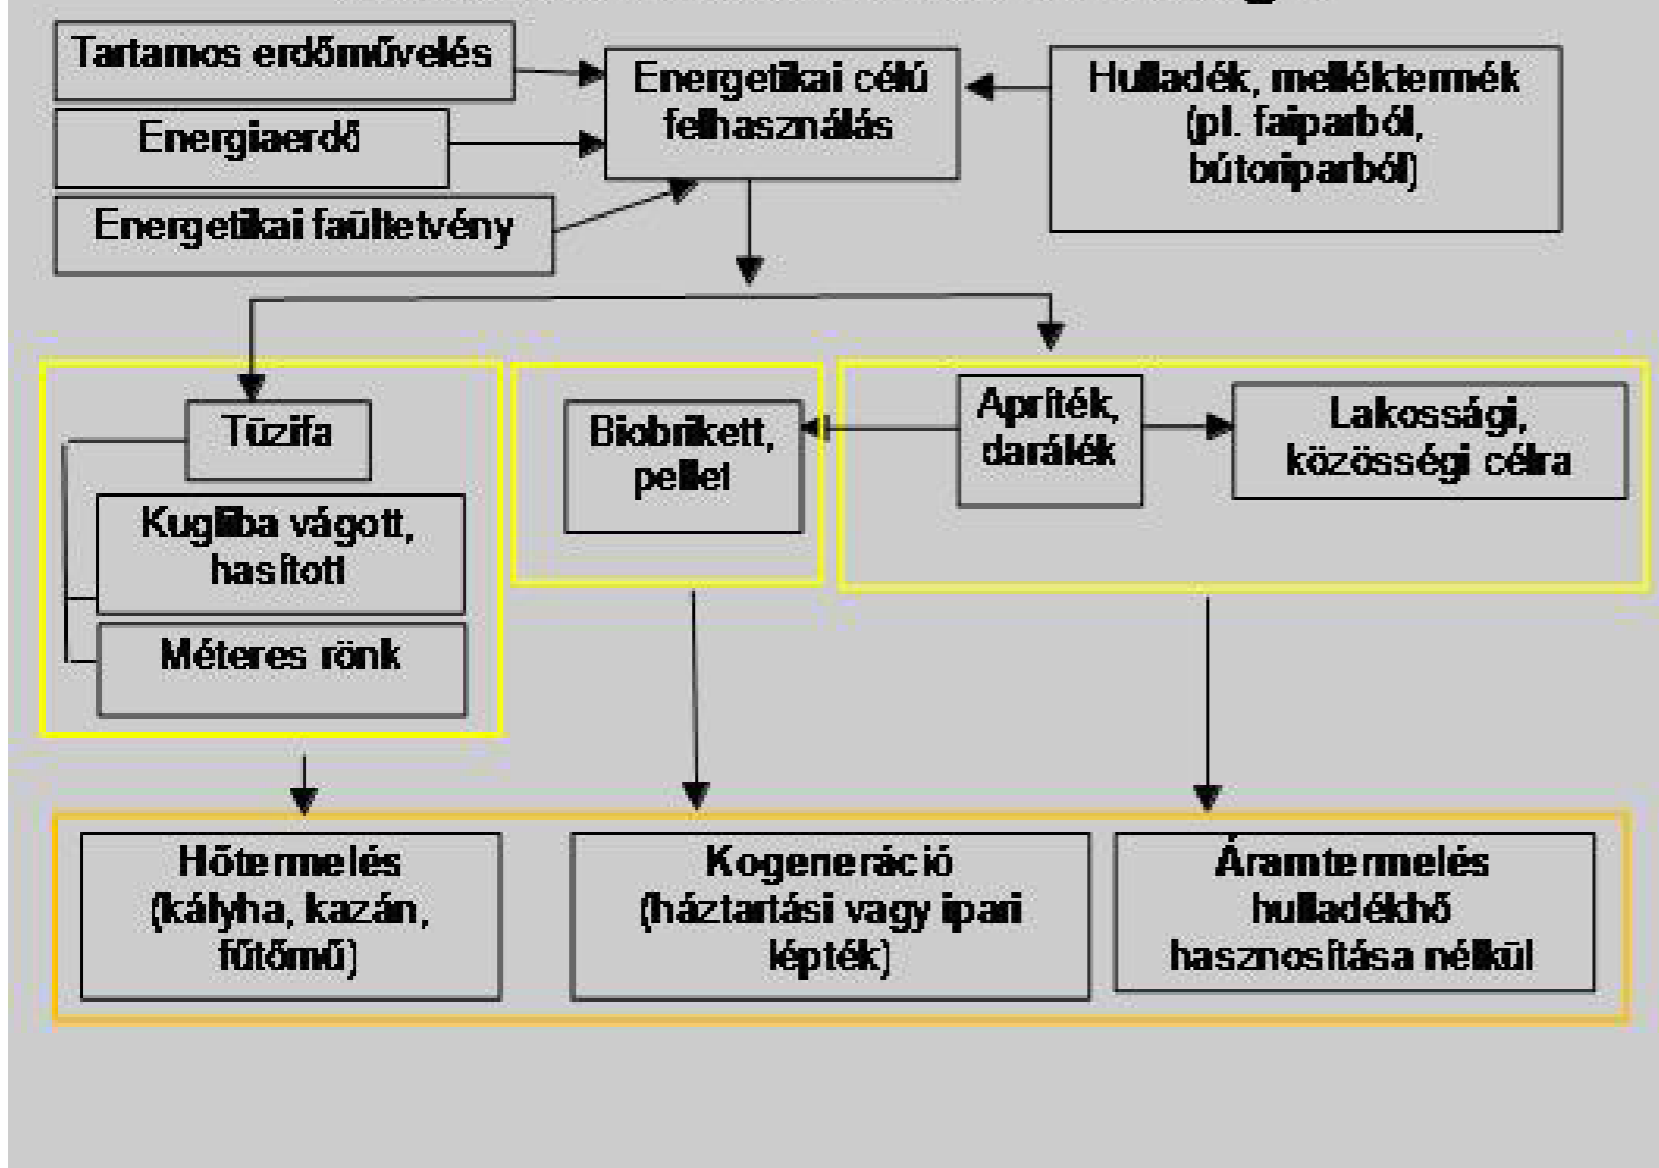 Tartamos erdőművelés
Energiaerdő
Energetikai faültetvény
Energetikai célú
felhasználás
Hulladék, melléktermék
(pl. faiparból,
bútoriparból)
Tüzifa
Kugliba vágott,
hasított
Méteres rönk
Biobrikett,
pellet
Apríték,
darálék
Lakossági,
közösségi célra
Hőtermelés
(kályha, kazán,
fűtőmű)
Kogeneráció
(háztartási vagy ipari
lépték)
Áramtermelés
hulladékhő
hasznosítása nélkül